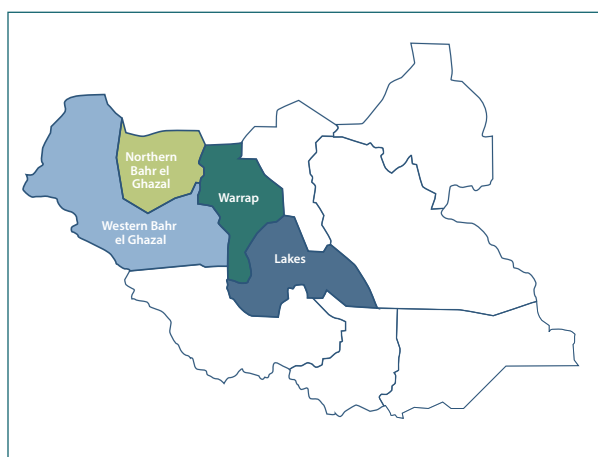 Northern
Bahr el
Ghazal
Warrap
Western Bahr
el Ghazal
Lakes